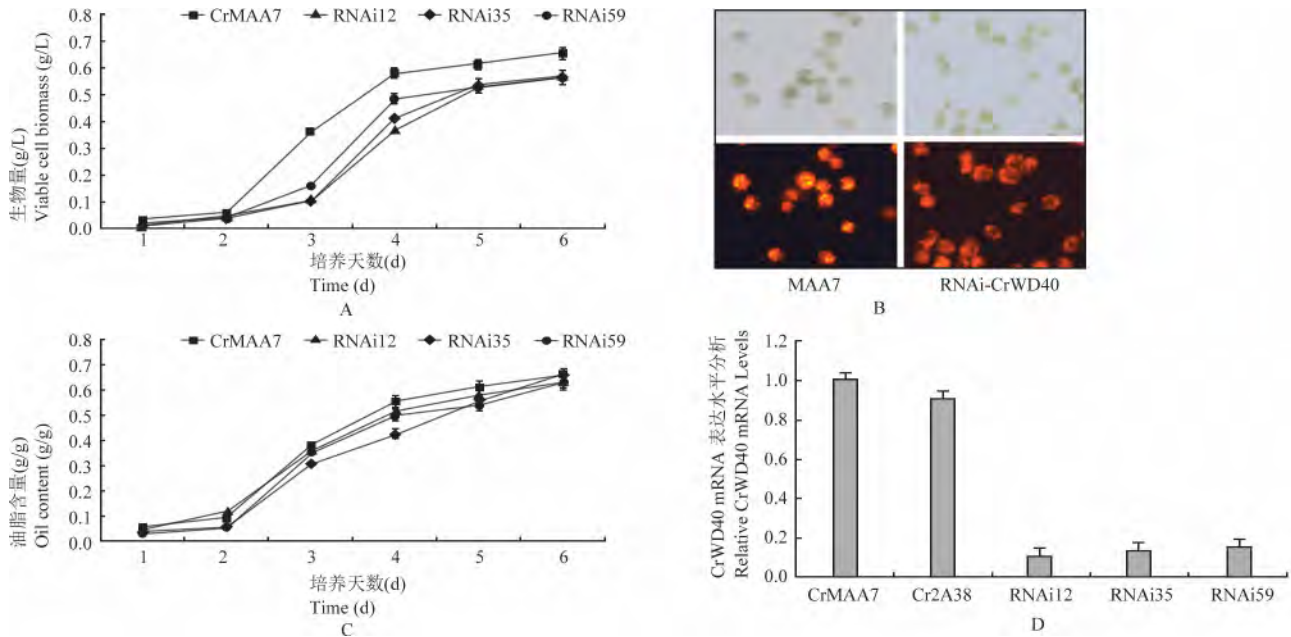 CrMAA7 RNAi12 RNAi35 RNAi59
0.8
0.7
0.6
0.5
0.4
0.3
0.2
0.1
0.0
生物量(g/L)
Viable cell biomass (g/L)
1 2 3 4 5 6
培养天数(d)
Time (d)
A
MAA7 RNAi-CrWD40
B
CrMAA7 RNAi12 RNAi35 RNAi59
0.8
0.7
0.6
0.5
0.4
0.3
0.2
0.1
0.0
油脂含量(g/g)
Oil content (g/g)
1 2 3 4 5 6
培养天数(d)
Time (d)
C
CrWD40 mRNA 表达水平分析
Relative CrWD40 mRNA Levels
1.2
1.0
0.8
0.6
0.4
0.2
0.0
CrMAA7 Cr2A38 RNAi12 RNAi35 RNAi59
D